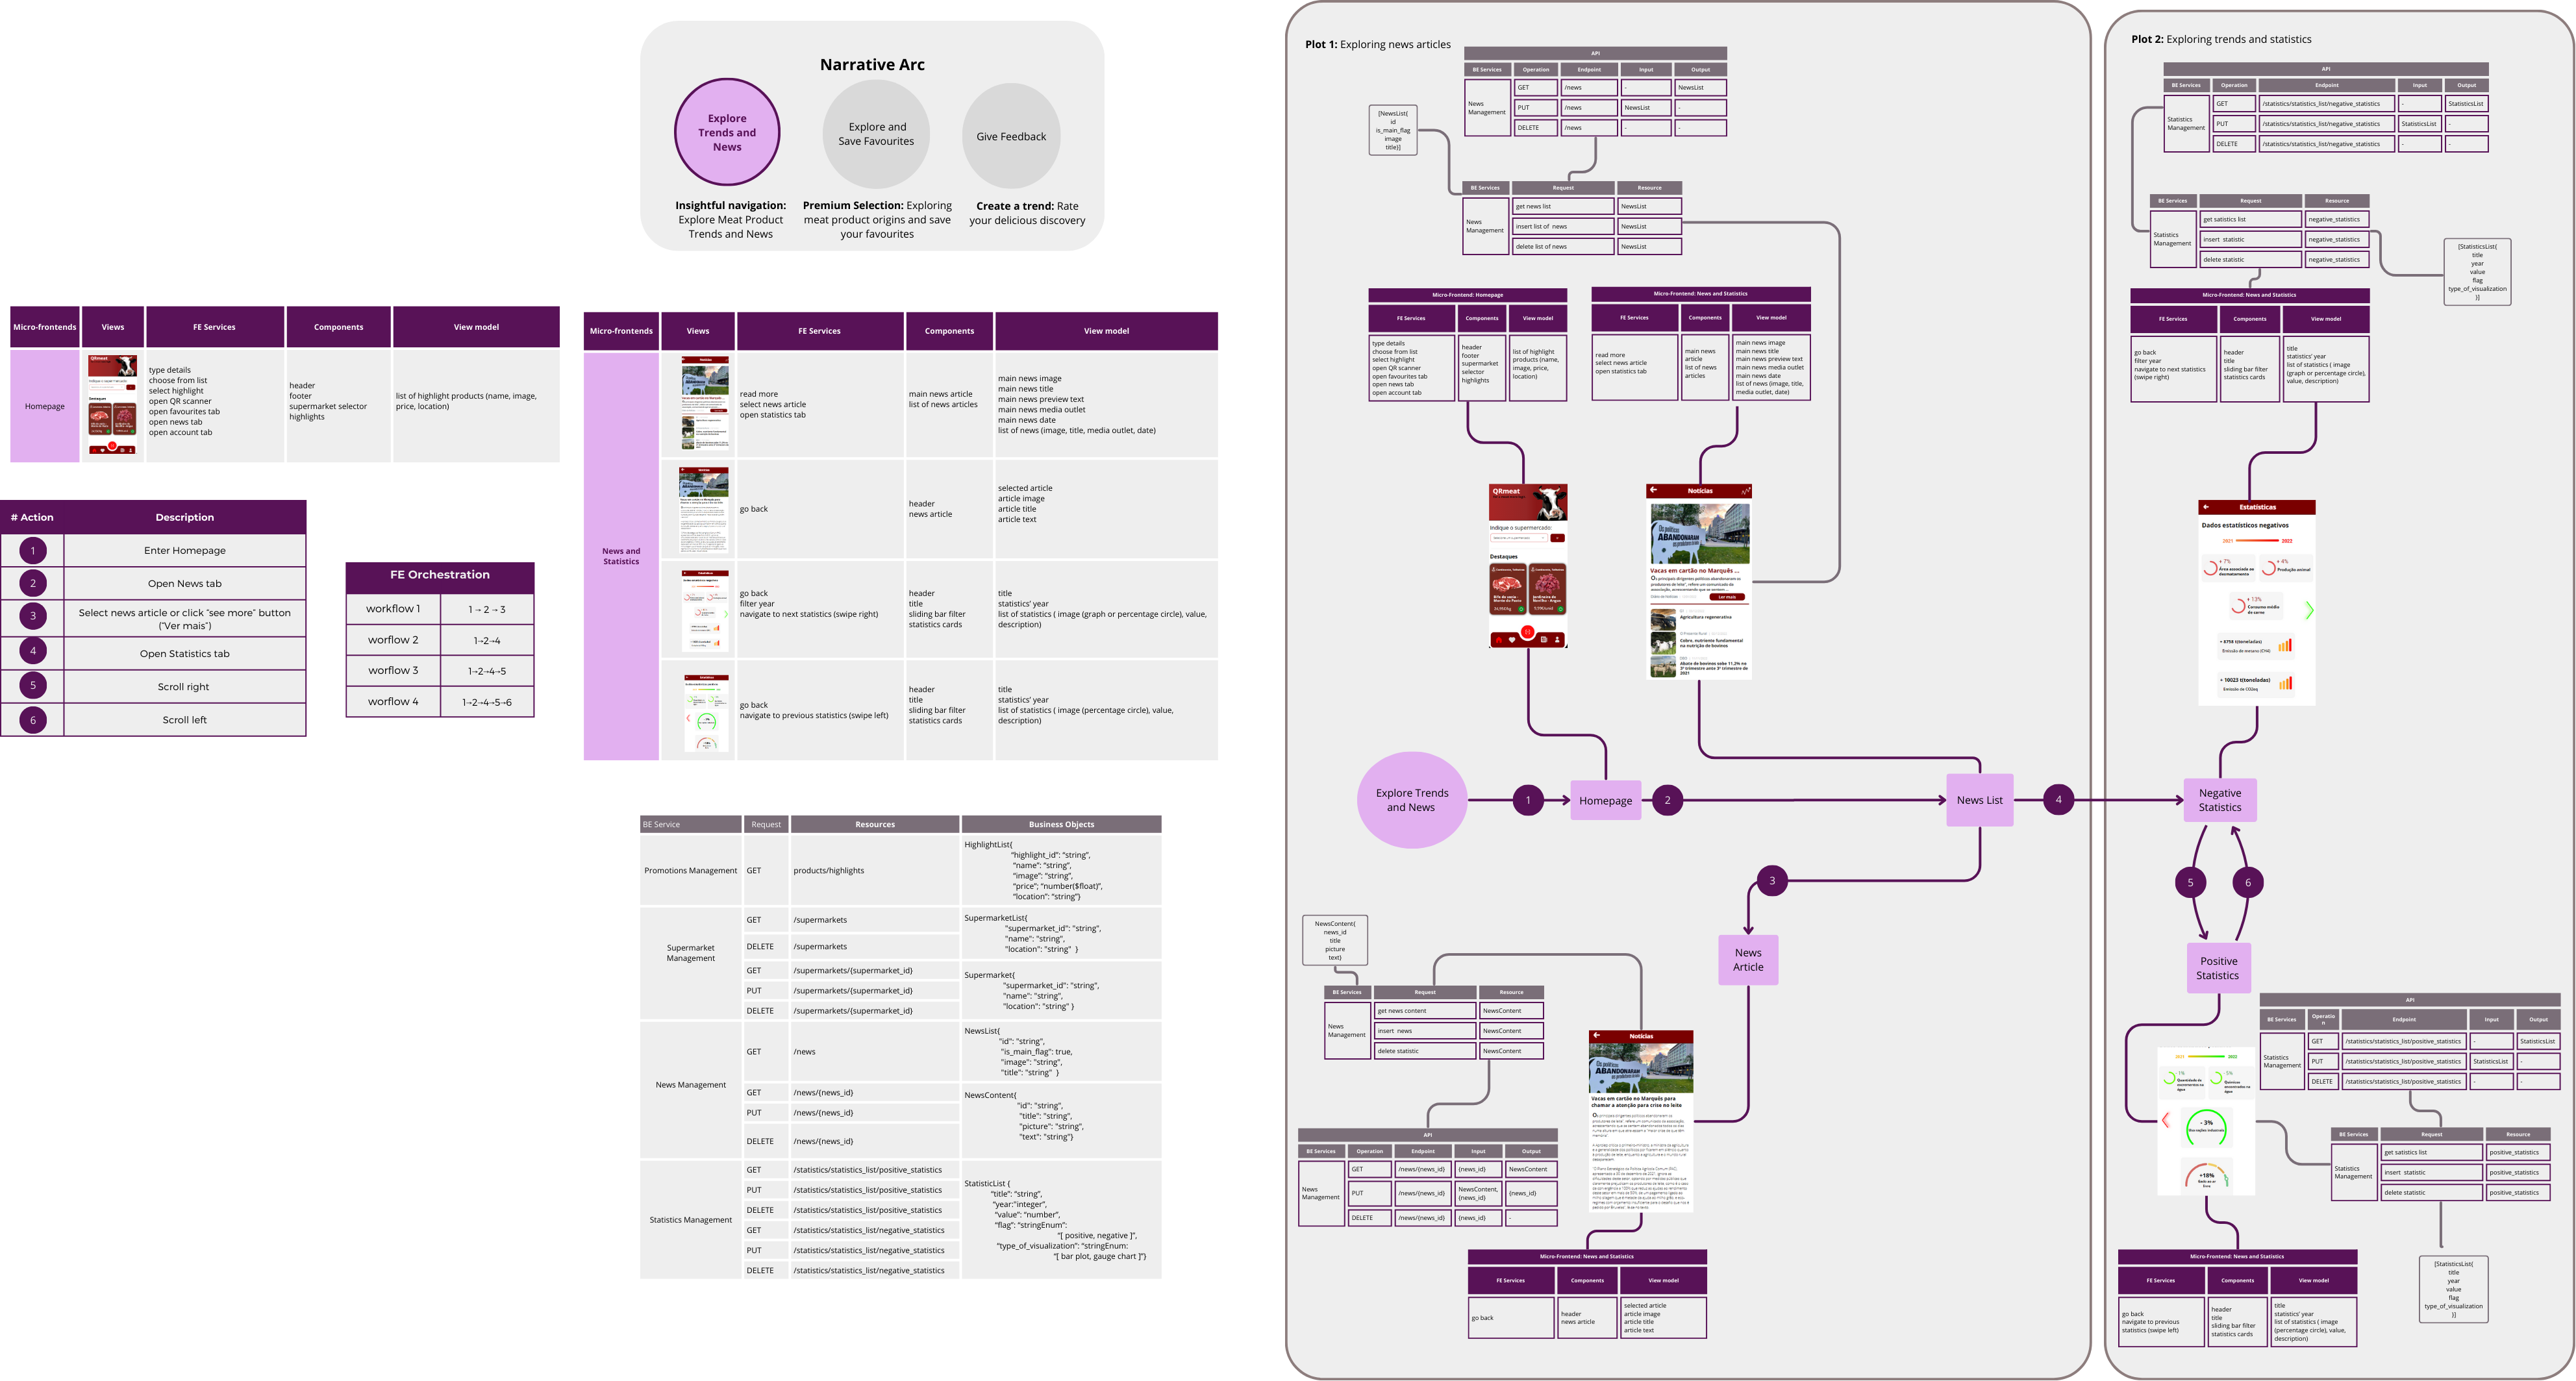 Narrative Arc
Explore
Trends and
News
Explore and
Save Favourites
Give Feedback
Insightful navigation:
Explore Meat Product
Trends and News
Premium Selection: Exploring
meat product origins and save
your favourites
Create a trend: Rate
your delicious discovery
Micro-frontends Views FE Services Components View model
Homepage
type details
choose from list
select highlight
open QR scanner
open favourites tab
open news tab
open account tab
header
footer
supermarket selector
highlights
list of highlight products (name, image,
price, location)
# Action Description
1 Enter Homepage
2 Open News tab
3 Select news article or click "see more" button
("Ver mais")
4 Open Statistics tab
5 Scroll right
6 Scroll left
FE Orchestration
workflow 1 1→2→3
worflow 2 1→2→4
worflow 3 1→2→4→5
worflow 4 1→2→4→5→6
Micro-frontends Views FE Services Components View model
News and
Statistics
read more
select news article
open statistics tab
main news article
list of news articles
main news image
main news title
main news preview text
main news media outlet
main news date
list of news (image, title, media outlet, date)
go back
header
news article
selected article
article image
article title
article text
go back
filter year
navigate to next statistics (swipe right)
header
title
sliding bar filter
statistics cards
title
statistics' year
list of statistics ( image (graph or percentage circle), value,
description)
go back
navigate to previous statistics (swipe left)
header
title
sliding bar filter
statistics cards
title
statistics' year
list of statistics ( image (percentage circle), value,
description)
BE Service Request Resources Business Objects
Promotions Management GET products/highlights
HighlightList{
"highlight_id": "string",
"name": "string",
"image": "string",
"price"; "number($float)",
"location": "string"}
Supermarket
Management
GET /supermarkets
DELETE /supermarkets
SupermarketList{
"supermarket_id": "string",
"name": "string",
"location": "string" }
GET /supermarkets/{supermarket_id}
PUT /supermarkets/{supermarket_id}
DELETE /supermarkets/{supermarket_id}
Supermarket{
"supermarket_id": "string",
"name": "string",
"location": "string" }
News Management
GET /news
NewsList{
"id": "string",
"is_main_flag": true,
"image": "string",
"title": "string" }
GET /news/{news_id}
PUT /news/{news_id}
DELETE /news/{news_id}
NewsContent{
"id": "string",
"title": "string",
"picture": "string",
"text": "string"}
Statistics Management
GET /statistics/statistics_list/positive_statistics
PUT /statistics/statistics_list/positive_statistics
DELETE /statistics/statistics_list/positive_statistics
GET /statistics/statistics_list/negative_statistics
PUT /statistics/statistics_list/negative_statistics
DELETE /statistics/statistics_list/negative_statistics
StatisticList {
"title": "string",
"year:"integer",
"value": "number",
"flag": "stringEnum":
"[ positive, negative ]",
"type_of_visualization": "stringEnum:
"[ bar plot, gauge chart ]"}
Plot 1: Exploring news articles
API
BE Services Operation Endpoint Input Output
News
Management
GET /news - NewsList
PUT /news NewsList -
DELETE /news - -
[NewsList{
id
is_main_flag
image
title}]
BE Services Request Resource
News
Management
get news list NewsList
insert list of news NewsList
delete list of news NewsList
Micro-Frontend: Homepage
FE Services Components View model
type details
choose from list
select highlight
open QR scanner
open favourites tab
open news tab
open account tab
header
footer
supermarket
selector
highlights
list of highlight
products (name,
image, price,
location)
Micro-Frontend: News and Statistics
FE Services Components View model
read more
select news article
open statistics tab
main news
article
list of news
articles
main news image
main news title
main news preview text
main news media outlet
main news date
list of news (image, title,
media outlet, date)
QRmeat
Indique o supermercado:
Destaques
Notícias
Os políticos
ABANDONARAM
os produtores de leite
Vacas em cartão no Marquês ...
Ler mais
Agricultura regenerativa
Cobro, nutriente fundamental
na nutrição do bovinos
Abate de bovinos sobe 11,2% no
3º trimestre ante 3º trimestre de
2021
Explore Trends
and News
1
Homepage
2
News List
4
3
News
Article
NewsContent{
news_id
title
picture
text}
BE Services Request Resource
News
Management
get news content NewsContent
insert news NewsContent
delete statistic NewsContent
API
BE Services Operation Endpoint Input Output
News
Management
GET /news/{news_id} {news_id} NewsContent
PUT /news/{news_id} NewsContent,
{news_id} {news_id}
DELETE /news/{news_id} {news_id} -
Notícias
Os políticos
ABANDONARAM
Vacas em cartão no Marquês para
chamar a atenção para crise no leite
Micro-Frontend: News and Statistics
FE Services Components View model
go back
header
news article
selected article
article image
article title
article text
Plot 2: Exploring trends and statistics
API
BE Services Operation Endpoint Input Output
Statistics
Management
GET /statistics/statistics_list/negative_statistics - StatisticsList
PUT /statistics/statistics_list/negative_statistics StatisticsList -
DELETE /statistics/statistics_list/negative_statistics - -
BE Services Request Resource
Statistics
Management
get satistics list negative_statistics
insert statistic negative_statistics
delete statistic negative_statistics
[StatisticsList{
title
year
value
flag
type_of_visualization
}]
Micro-Frontend: News and Statistics
FE Services Components View model
go back
filter year
navigate to next statistics
(swipe right)
header
title
sliding bar filter
statistics cards
title
statistics' year
list of statistics ( image
(graph or percentage circle),
value, description)
Estatísticas
Dados estatísticos negativos
2021 2022
+ 7%
Área associada ao
desmatamento
+ 4%
Produção animal
+ 13%
Consumo médio
de carne
+ 8758 t(toneladas)
Emissão de metano (CH4)
+ 10023 t(toneladas)
Emissão de CO2eq
Negative
Statistics
5
6
Positive
Statistics
API
BE Services Operatio
n Endpoint Input Output
Statistics
Management
GET /statistics/statistics_list/positive_statistics - StatisticsList
PUT /statistics/statistics_list/positive_statistics StatisticsList -
DELETE /statistics/statistics_list/positive_statistics - -
2021 2022
- 3%
+18%
BE Services Request Resource
Statistics
Management
get satistics list positive_statistics
insert statistic positive_statistics
delete statistic positive_statistics
Micro-Frontend: News and Statistics
FE Services Components View model
go back
navigate to previous
statistics (swipe left)
header
title
sliding bar filter
statistics cards
title
statistics' year
list of statistics ( image
(percentage circle), value,
description)
[StatisticsList{
title
year
value
flag
type_of_visualization
}]